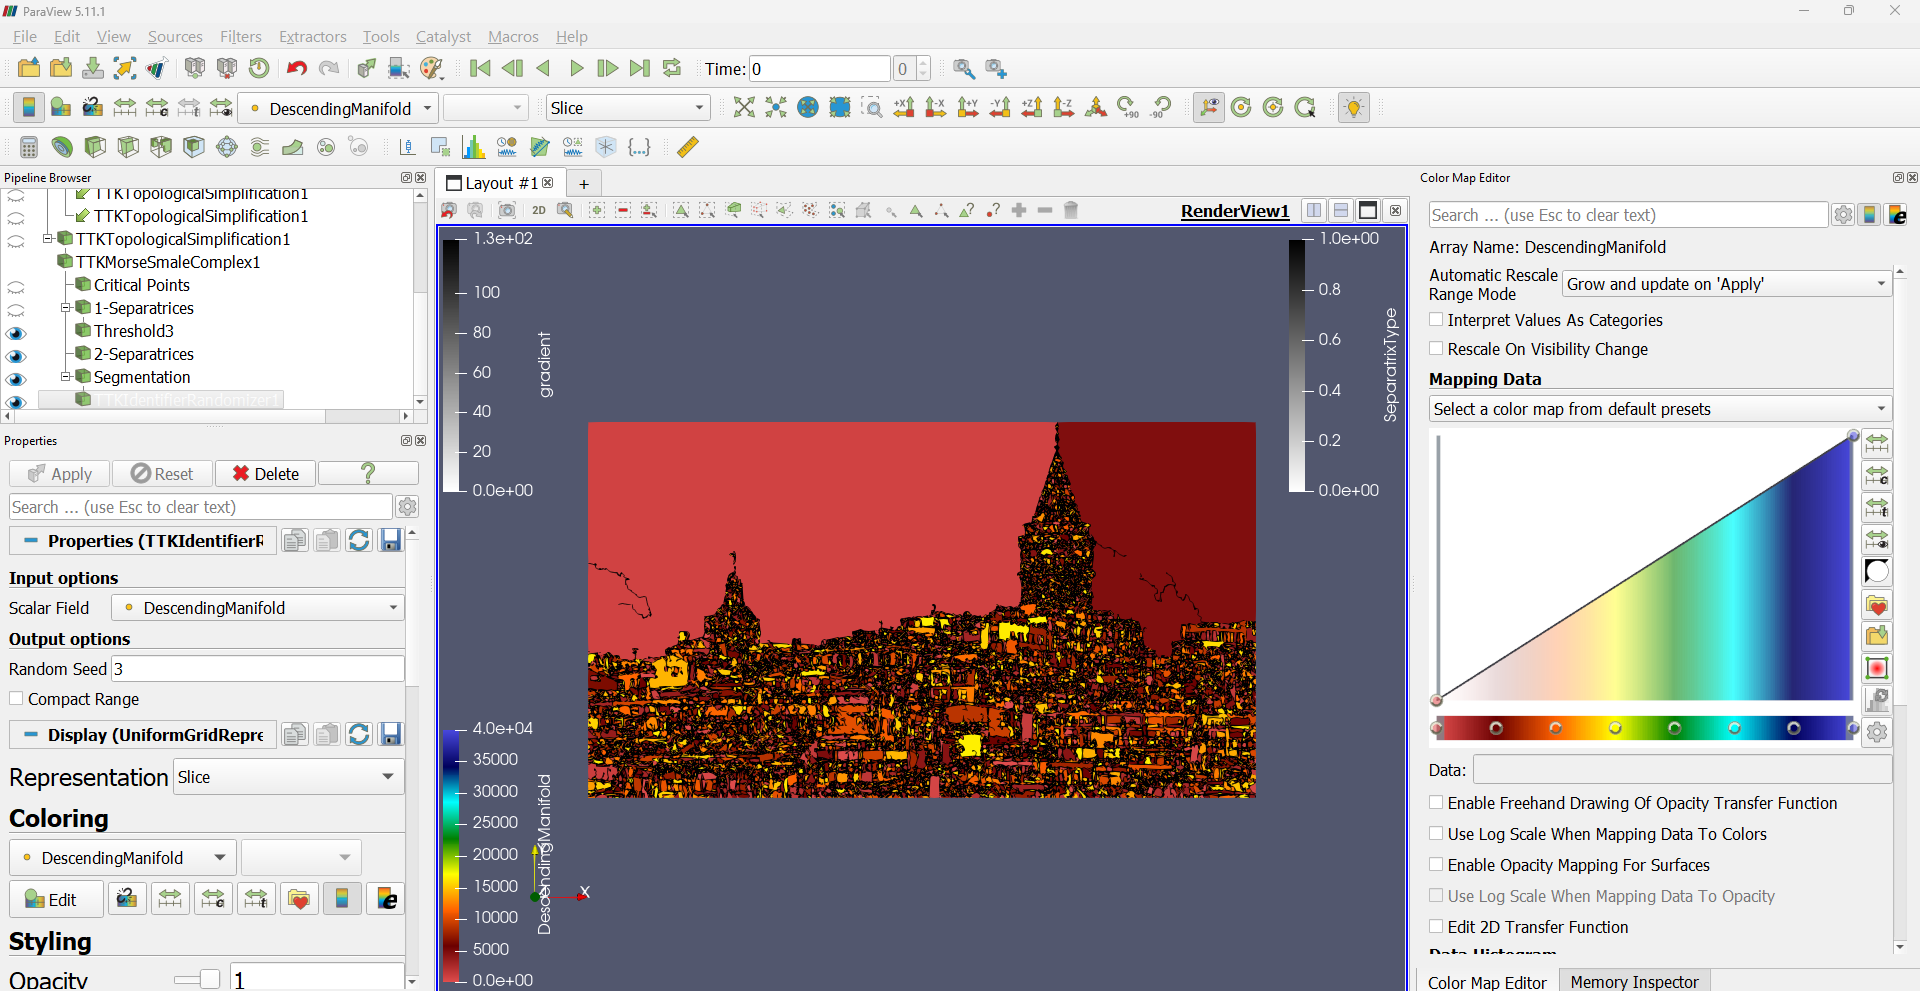 ParaView 5.11.1
File Edit View Sources Filters Extractors Tools Catalyst Macros Help
Time: 0 0
DescendingManifold Slice +X -X +Y -Y +Z -Z +90 -90
Pipeline Browser
TTKTopologicalSimplification1
TTKTopologicalSimplification1
TTKTopologicalSimplification1
TTKMorseSmaleComplex1
Critical Points
1-Separatrices
Threshold3
2-Separatrices
Segmentation
TTKIdentifierRandomizer1
Properties
Apply Reset Delete ?
Search ... (use Esc to clear text)
Properties (TTKIdentifierR
Input options
Scalar Field DescendingManifold
Output options
Random Seed 3
Compact Range
Display (UniformGridRepre
Representation Slice
Coloring
DescendingManifold
Edit
Styling
Opacity 1
Layout #1 +
2D RenderView1
1.3e+02
100
80
60
40
20
0.0e+00
gradient
1.0e+00
0.8
0.6
0.4
0.2
0.0e+00
SeparatrixType
4.0e+04
35000
30000
25000
20000
15000
10000
5000
0.0e+00
DescendingManifold
X
Color Map Editor
Search ... (use Esc to clear text)
Array Name: DescendingManifold
Automatic Rescale
Range Mode
Grow and update on 'Apply'
Interpret Values As Categories
Rescale On Visibility Change
Mapping Data
Select a color map from default presets
Data:
Enable Freehand Drawing Of Opacity Transfer Function
Use Log Scale When Mapping Data To Colors
Enable Opacity Mapping For Surfaces
Use Log Scale When Mapping Data To Opacity
Edit 2D Transfer Function
Data Histogram
Color Map Editor Memory Inspector